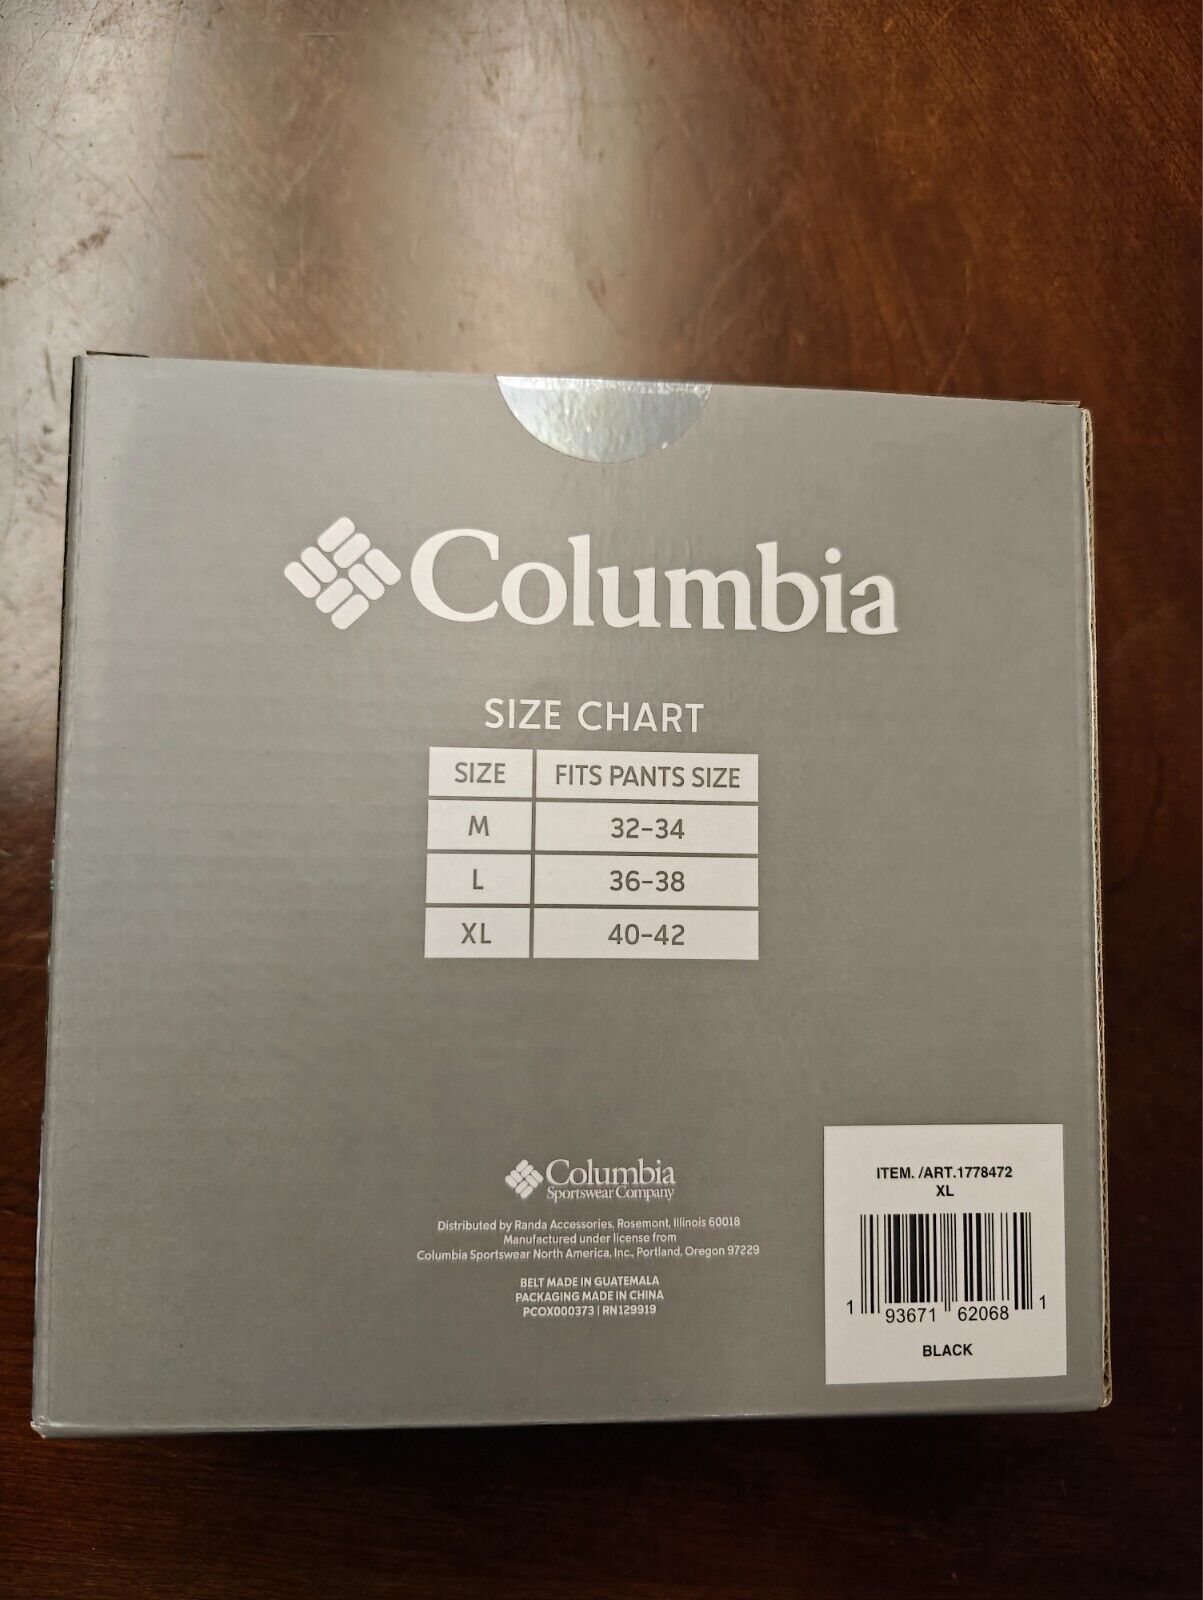 Columbia
SIZE CHART
SIZE FITS PANTS SIZE
M 32-34
L 36-38
XL 40-42
Columbia
Sportswear Company
Distributed by Randa Accessories, Rosemont, Illinois 60018
Manufactured under license from
Columbia Sportswear North America, Inc., Portland, Oregon 97229
BELT MADE IN GUATEMALA
PACKAGING MADE IN CHINA
PCOX000373 | RN129919
ITEM. /ART.1778472
XL
1 93671 62068 1
BLACK